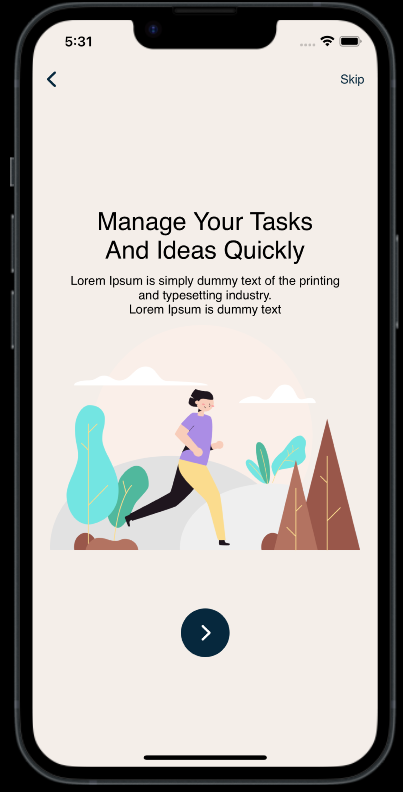 5:31
Skip
Manage Your Tasks
And Ideas Quickly
Lorem Ipsum is simply dummy text of the printing
and typesetting industry.
Lorem Ipsum is dummy text